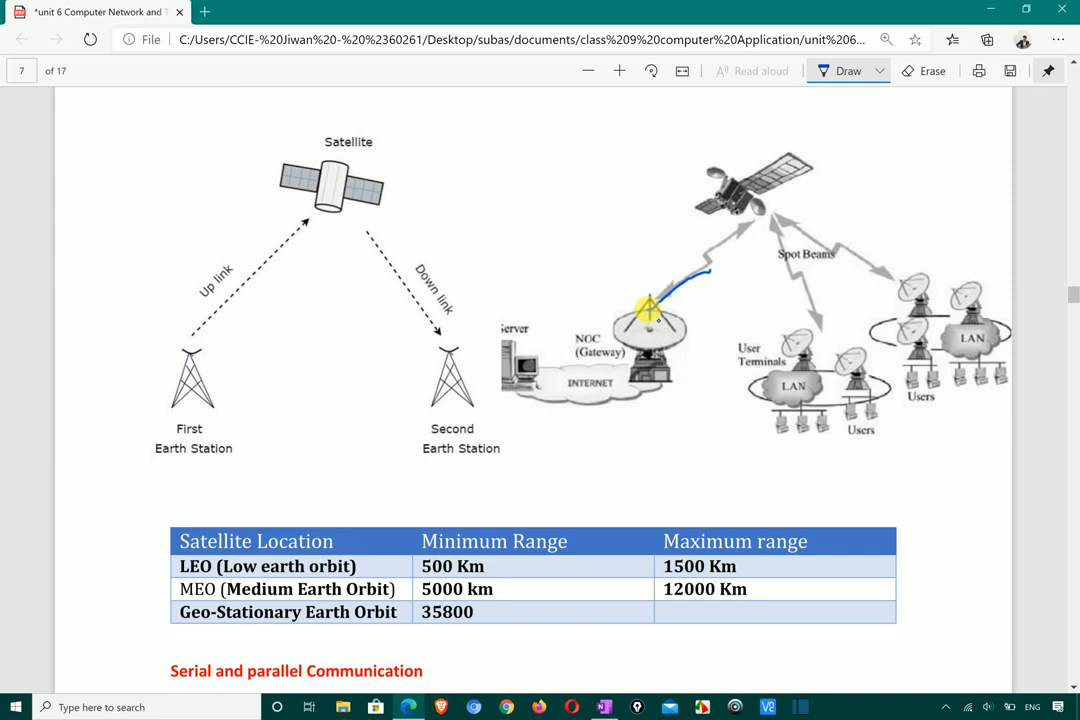 *unit 6 Computer Network and T
File
C:/Users/CCIE-%20Jiwan%20-%20%2360261/Desktop/subas/documents/class%209%20computer%20Application/unit%206...
7 of 17
Read aloud
Draw
Erase
Satellite
Up link
Down link
First
Earth Station
Second
Earth Station
Spot Beams
Server
NOC
(Gateway)
INTERNET
User
Terminals
LAN
Users
LAN
Users
Satellite Location Minimum Range Maximum range
LEO (Low earth orbit) 500 Km 1500 Km
MEO (Medium Earth Orbit) 5000 km 12000 Km
Geo-Stationary Earth Orbit 35800
Serial and parallel Communication
Type here to search
ENG